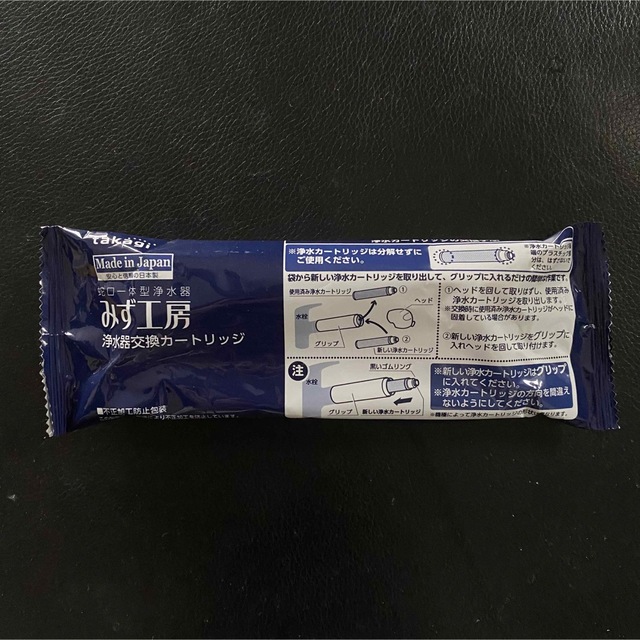 takagi
Made in Japan
安心と信頼の日本製
蛇口一体型浄水器
みず工房
浄水器交換カートリッジ
■不正加工防止包装
※浄水カートリッジは分解せずに
ご使用ください。
袋から新しい浄水カートリッジを取り出して、グリップに入れるだけの簡単な作業です。
使用済み浄水カートリッジ
①
ヘッド
水栓
グリップ
②
新しい浄水カートリッジ
①ヘッドを回して取りはずし、使用済み
浄水カートリッジを取り出します。
※交換時に使用済み浄水カートリッジがヘッドに
固着している場合があります。
②新しい浄水カートリッジをグリップに
入れヘッドを回して取り付けます。
注
水栓
黒いゴムリング
グリップ
新しい浄水カートリッジ
※新しい浄水カートリッジはグリップ
に入れてください。
※浄水カートリッジの方向を間違え
ないようにしてください。